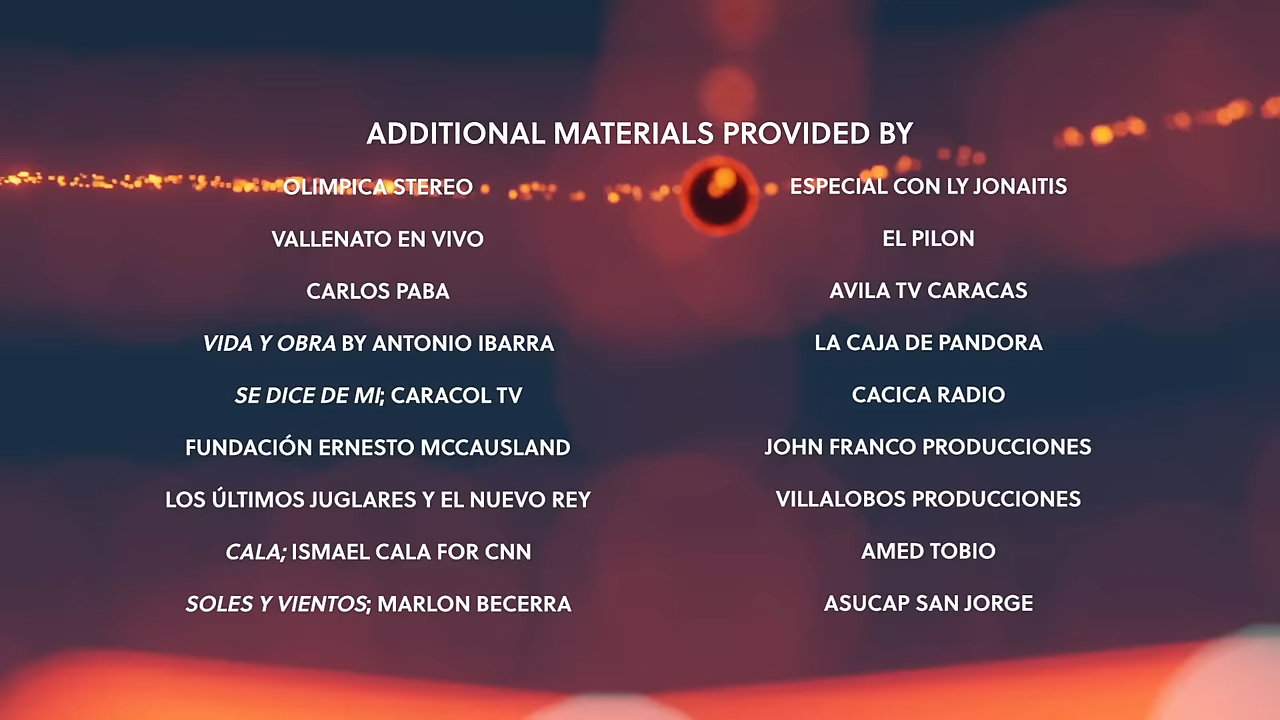 ADDITIONAL MATERIALS PROVIDED BY
OLIMPICA STEREO
VALLENATO EN VIVO
CARLOS PABA
VIDA Y OBRA BY ANTONIO IBARRA
SE DICE DE MI; CARACOL TV
FUNDACIÓN ERNESTO MCCAUSLAND
LOS ÚLTIMOS JUGLARES Y EL NUEVO REY
CALA; ISMAEL CALA FOR CNN
SOLES Y VIENTOS; MARLON BECERRA
ESPECIAL CON LY JONAITIS
EL PILON
AVILA TV CARACAS
LA CAJA DE PANDORA
CACICA RADIO
JOHN FRANCO PRODUCCIONES
VILLALOBOS PRODUCCIONES
AMED TOBIO
ASUCAP SAN JORGE